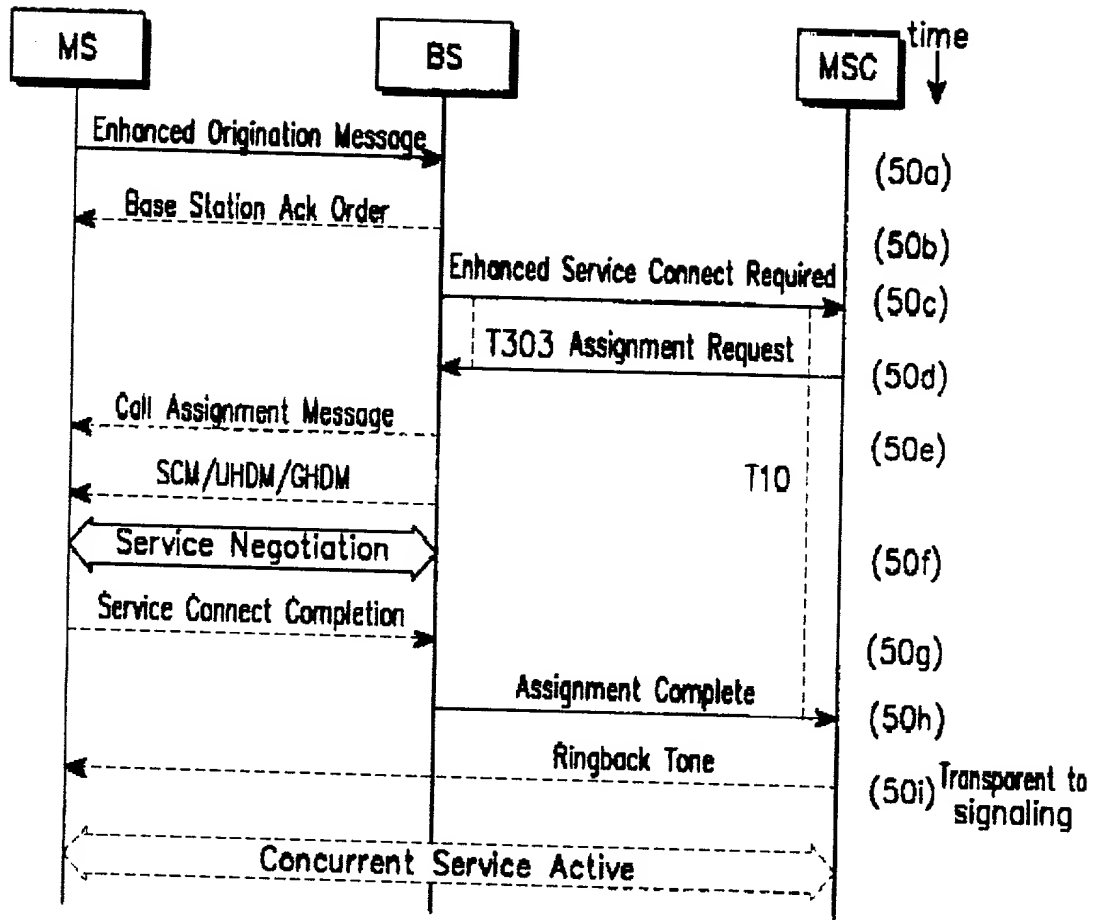 MS
BS
MSC
time
Enhanced Origination Message
(50a)
Base Station Ack Order
(50b)
Enhanced Service Connect Required
(50c)
T303 Assignment Request
(50d)
Call Assignment Message
(50e)
SCM/UHDM/GHDM
T10
Service Negotiation
(50f)
Service Connect Completion
(50g)
Assignment Complete
(50h)
Ringback Tone
(50i) Transparent to
signaling
Concurrent Service Active